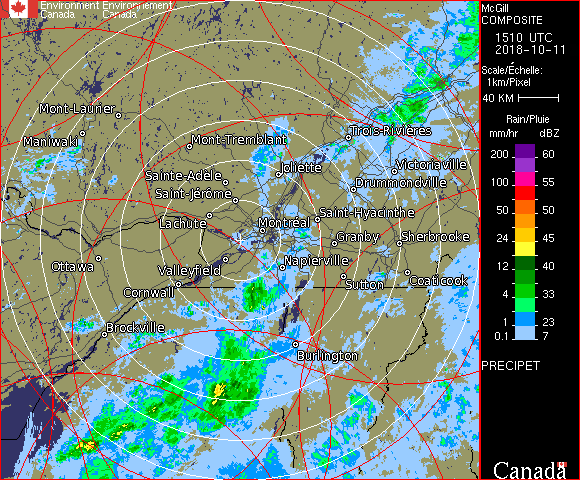 Environment Environnement
Canada Canada
McGill
COMPOSITE
1510 UTC
2018-10-11
Scale/Échelle:
1km/Pixel
40 KM
Rain/Pluie
mm/hr dBZ
200 60
150
100 55
50 50
24 45
12 40
4 33
1 23
0.1 7
PRECIPET
Canada
Mont-Laurier
Maniwaki
Mont-Tremblant
Trois-Rivières
Joliette
Victoriaville
Sainte-Adèle
Drummondville
Saint-Jérôme
Saint-Hyacinthe
Lachute
Montréal
Granby
Sherbrooke
Ottawa
Valleyfield
Napierville
Cornwall
Sutton
Coaticook
Brockville
Burlington